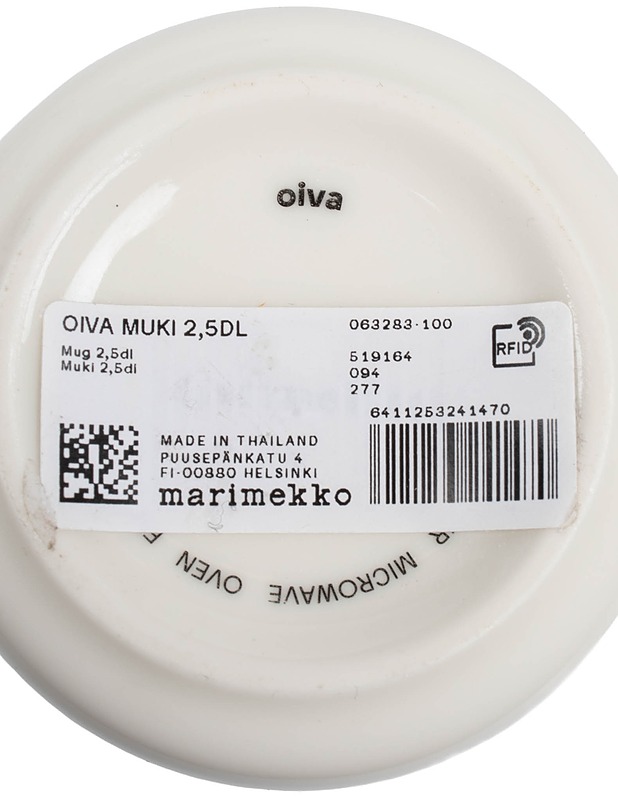 oiva
OIVA MUKI 2,5DL
063283-100
RFID
Mug 2,5dl
Muki 2,5dl
519164
094
277
6411253241470
MADE IN THAILAND
PUUSEPÄNKATU 4
FI-00880 HELSINKI
marimekko
MICROWAVE OVEN